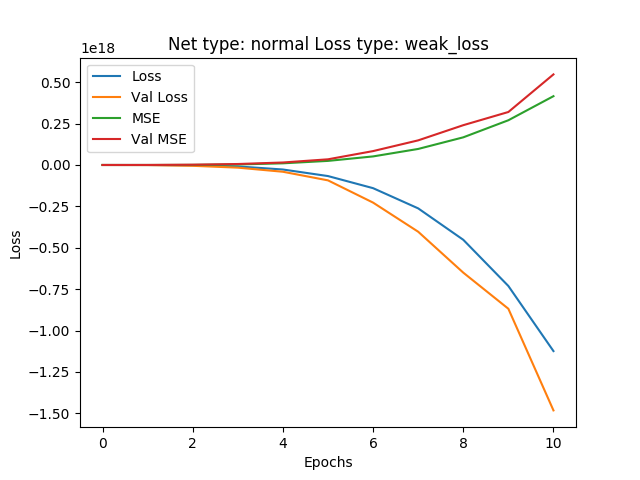 Net type: normal Loss type: weak_loss
1e18
Loss
Val Loss
MSE
Val MSE
0.50
0.25
0.00
−0.25
−0.50
−0.75
−1.00
−1.25
−1.50
Loss
0 2 4 6 8 10
Epochs